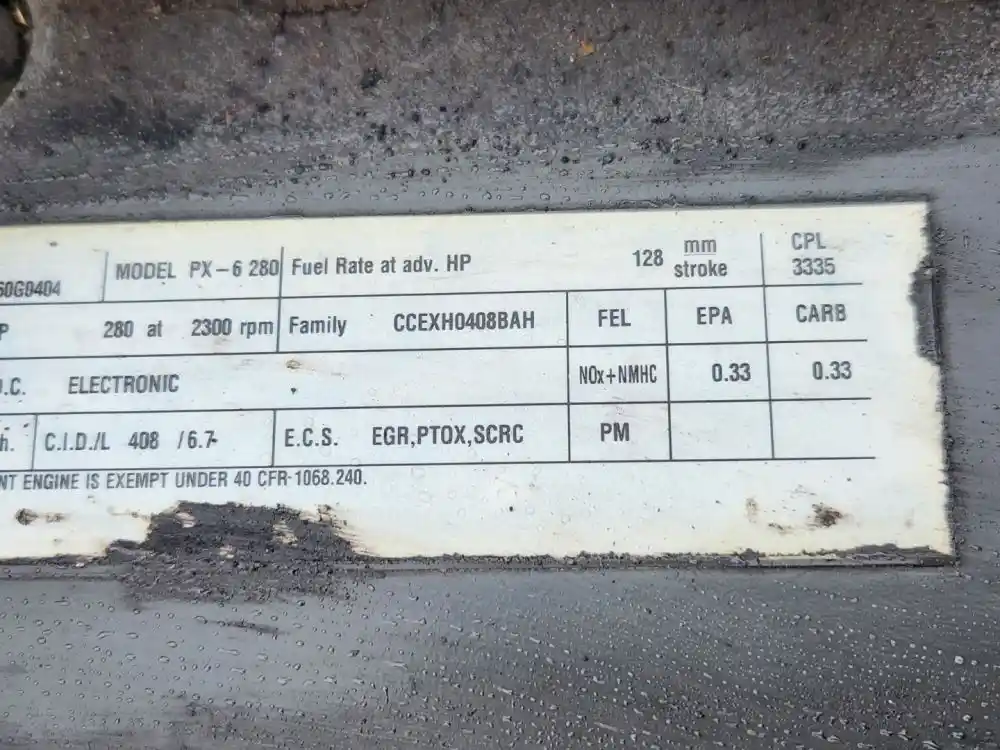 MODEL PX-6 280 Fuel Rate at adv. HP 128 mm stroke CPL 3335
60G0404
P 280 at 2300 rpm Family CCEXH0408BAH FEL EPA CARB
.C. ELECTRONIC NOx+NMHC 0.33 0.33
h. C.I.D./L 408 /6.7 E.C.S. EGR,PTOX,SCRC PM
NT ENGINE IS EXEMPT UNDER 40 CFR-1068.240.